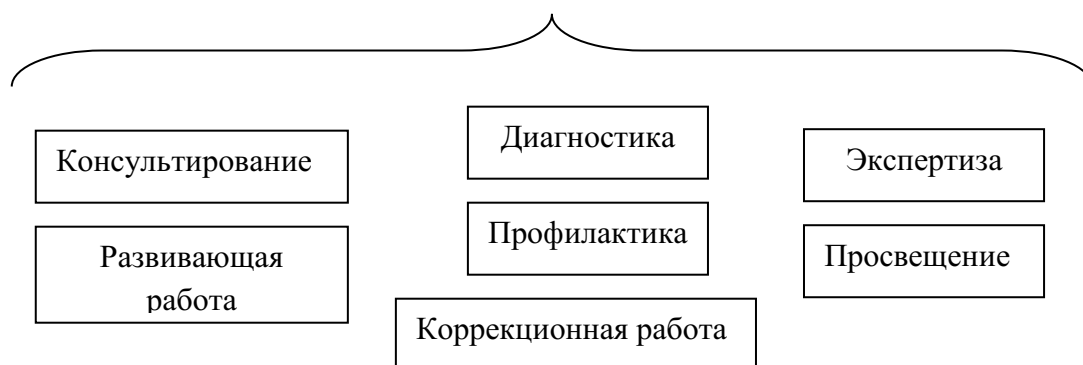 Консультирование
Развивающая
работа
Диагностика
Профилактика
Коррекционная работа
Экспертиза
Просвещение